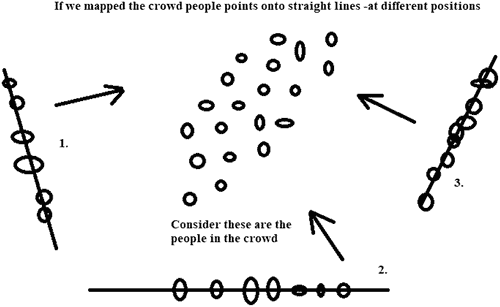 If we mapped the crowd people points onto straight lines -at different positions
1.
3.
Consider these are the
people in the crowd
2.